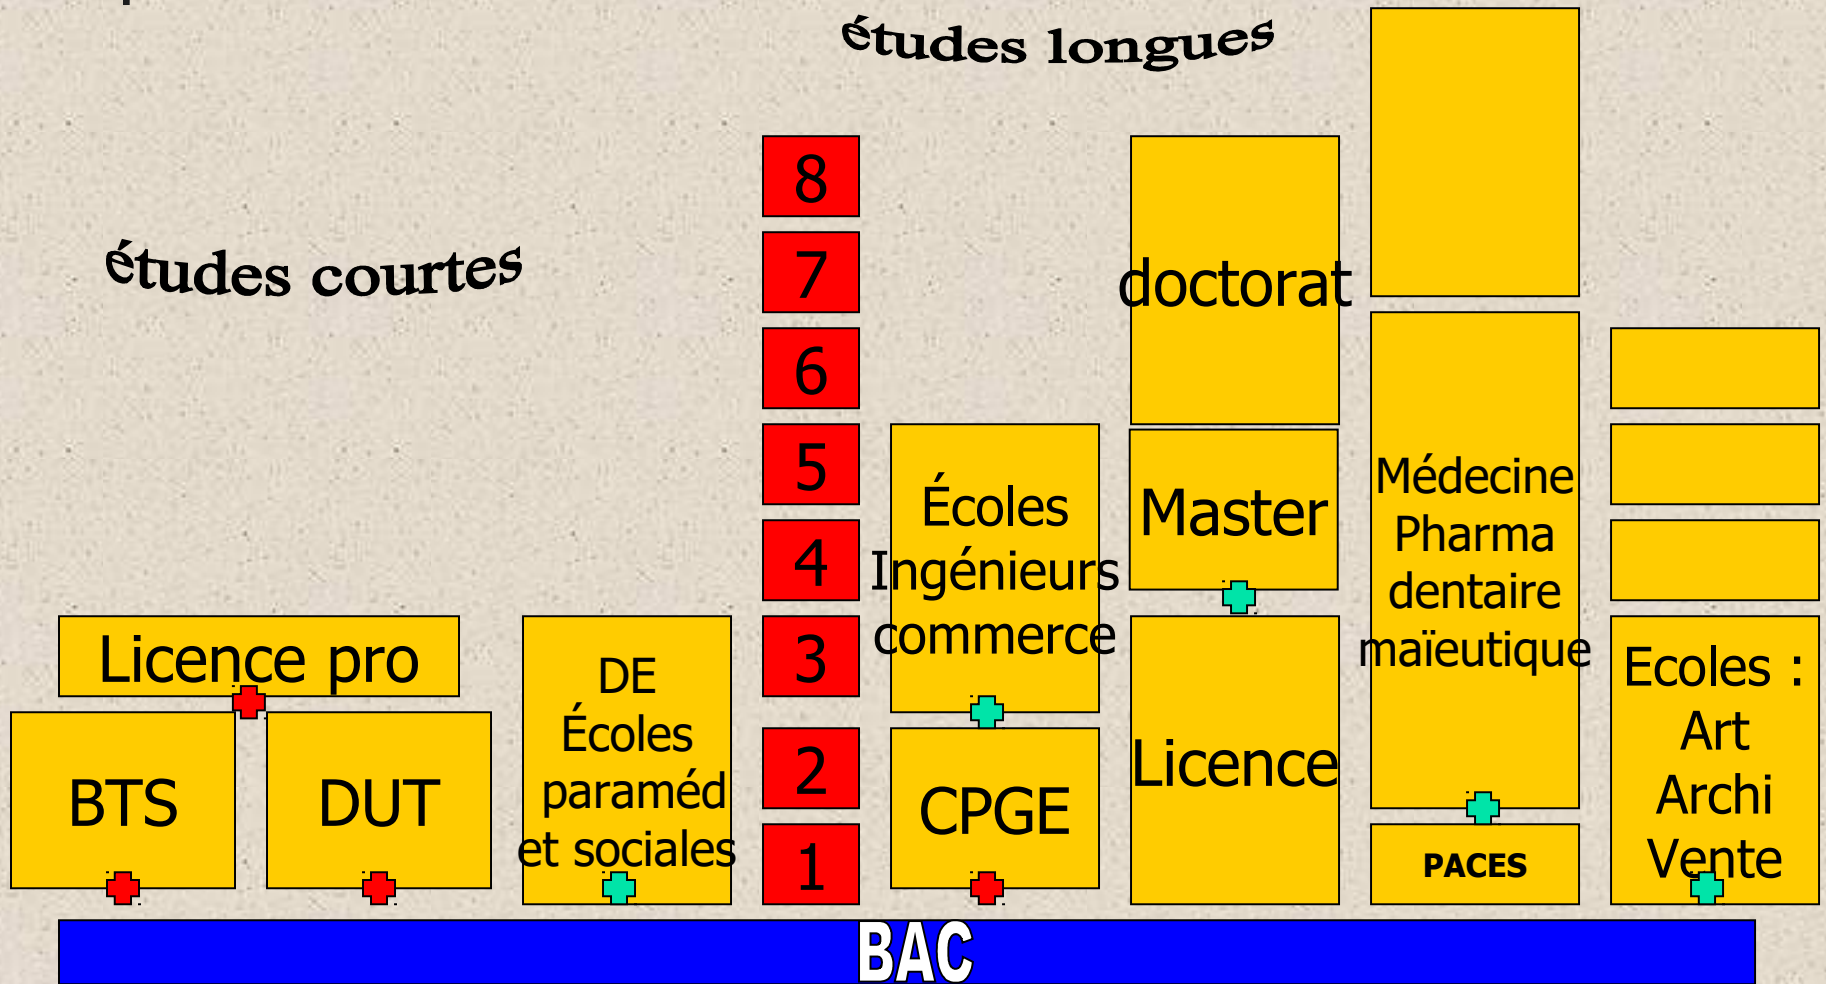 études longues
études courtes
8
7
6
5
4
3
2
1
Licence pro
BTS
DUT
DE
Écoles
paraméd
et sociales
Écoles
Ingénieurs
commerce
CPGE
doctorat
Master
Licence
Médecine
Pharma
dentaire
maïeutique
PACES
Ecoles :
Art
Archi
Vente
BAC